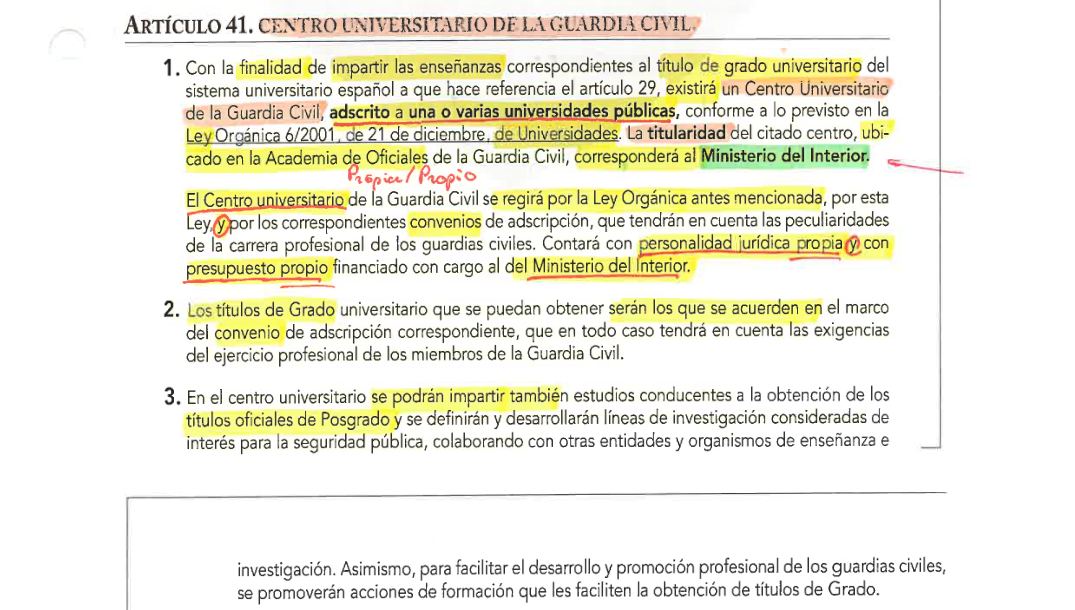 ARTÍCULO 41. CENTRO UNIVERSITARIO DE LA GUARDIA CIVIL.
1. Con la finalidad de impartir las enseñanzas correspondientes al título de grado universitario del
sistema universitario español a que hace referencia el artículo 29, existirá un Centro Universitario
de la Guardia Civil, adscrito a una o varias universidades públicas, conforme a lo previsto en la
Ley Orgánica 6/2001, de 21 de diciembre, de Universidades. La titularidad del citado centro, ubi-
cado en la Academia de Oficiales de la Guardia Civil, corresponderá al Ministerio del Interior.
Propia/Propio
El Centro universitario de la Guardia Civil se regirá por la Ley Orgánica antes mencionada, por esta
Ley, y por los correspondientes convenios de adscripción, que tendrán en cuenta las peculiaridades
de la carrera profesional de los guardias civiles. Contará con personalidad jurídica propia y con
presupuesto propio financiado con cargo al del Ministerio del Interior.
2. Los títulos de Grado universitario que se puedan obtener serán los que se acuerden en el marco
del convenio de adscripción correspondiente, que en todo caso tendrá en cuenta las exigencias
del ejercicio profesional de los miembros de la Guardia Civil.
3. En el centro universitario se podrán impartir también estudios conducentes a la obtención de los
títulos oficiales de Posgrado y se definirán y desarrollarán líneas de investigación consideradas de
interés para la seguridad pública, colaborando con otras entidades y organismos de enseñanza e
investigación. Asimismo, para facilitar el desarrollo y promoción profesional de los guardias civiles,
se promoverán acciones de formación que les faciliten la obtención de títulos de Grado.